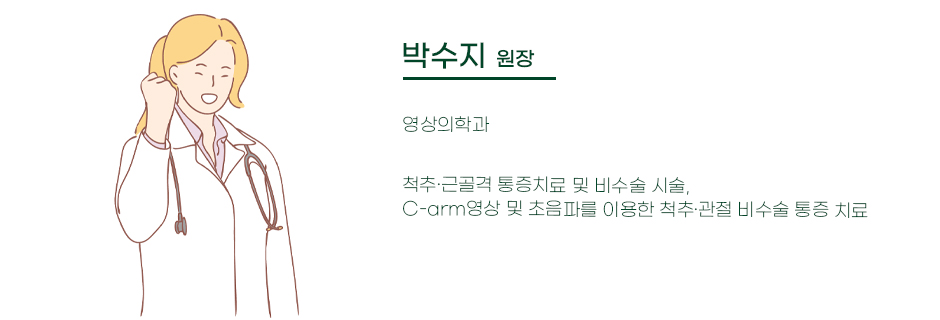 박수지 원장
영상의학과
척추·근골격 통증치료 및 비수술 시술,
C-arm영상 및 초음파를 이용한 척추·관절 비수술 통증 치료